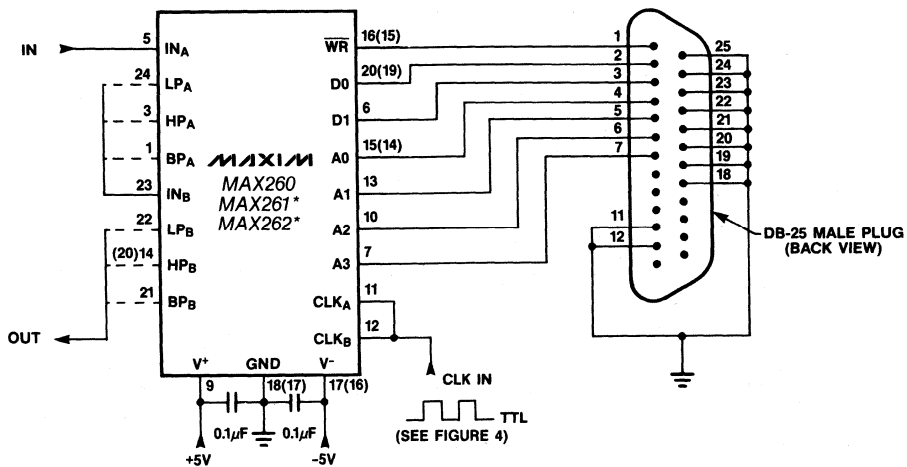 IN
5
INA
24
LPA
3
HPA
1
BPA
23
INB
22
LPB
(20)14
HPB
21
BPB
OUT
MAXIM
MAX260
MAX261*
MAX262*
16(15)
WR
20(19)
D0
6
D1
15(14)
A0
13
A1
10
A2
7
A3
11
CLKA
12
CLKB
V+
GND
V-
9
18(17)
17(16)
0.1µF
0.1µF
+5V
-5V
CLK IN
TTL
(SEE FIGURE 4)
1
2
3
4
5
6
7
11
12
25
24
23
22
21
20
19
18
DB-25 MALE PLUG
(BACK VIEW)